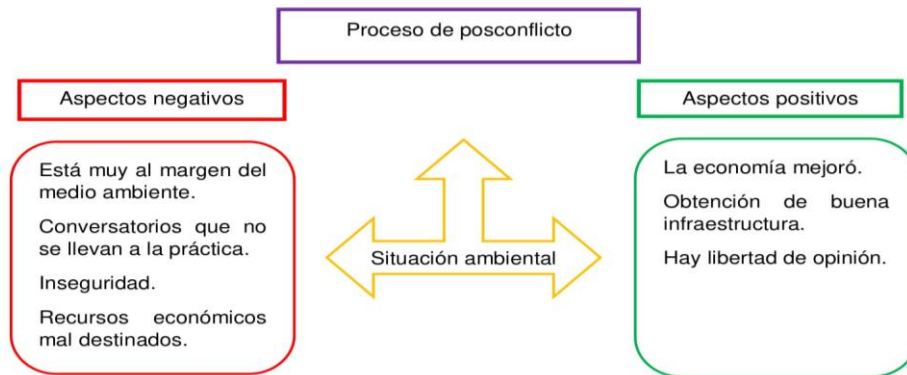 Proceso de posconflicto
Aspectos negativos
Está muy al margen del
medio ambiente.
Conversatorios que no
se llevan a la práctica.
Inseguridad.
Recursos económicos
mal destinados.
Situación ambiental
Aspectos positivos
La economía mejoró.
Obtención de buena
infraestructura.
Hay libertad de opinión.